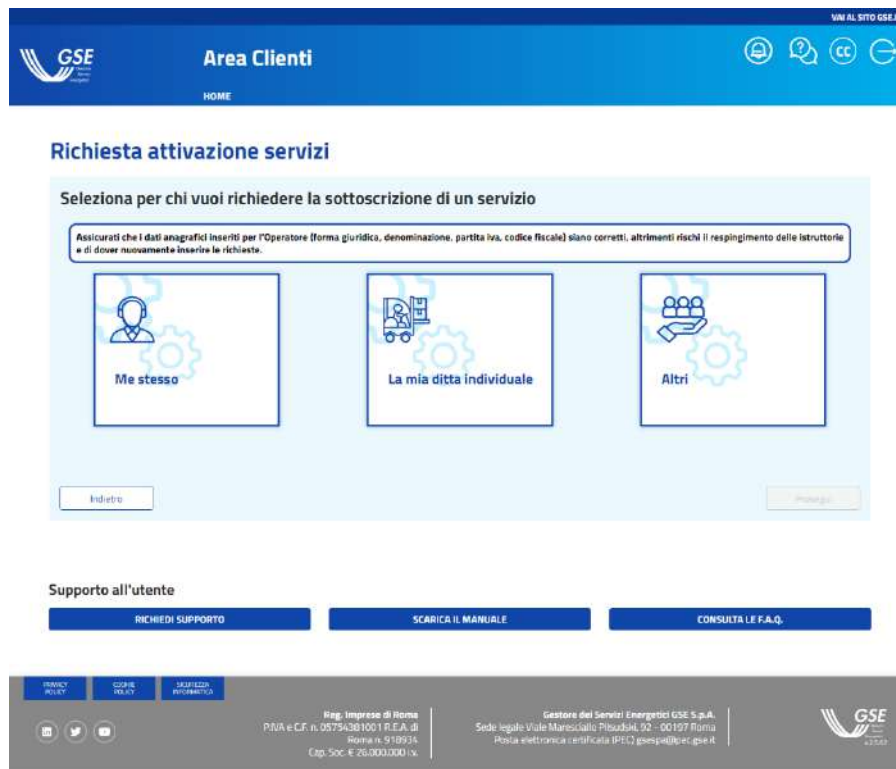 VAI AL SITO GSE.
GSE
Area Clienti
CC
HOME
Richiesta attivazione servizi
Seleziona per chi vuoi richiedere la sottoscrizione di un servizio
Assicurati che i dati anagrafici inseriti per l'Operatore (forma giuridica, denominazione, partita iva, codice fiscale) siano corretti, altrimenti rischi il respingimento delle istruttorie
e di dover nuovamente inserire le richieste.
Me stesso
La mia ditta individuale
Altri
Indietro
Prosegui
Supporto all'utente
RICHIEDI SUPPORTO
SCARICA IL MANUALE
CONSULTA LE F.A.Q.
PRIVACY
POLICY
COOKIE
POLICY
SICUREZZA
INFORMATICA
Reg. Imprese di Roma
P.IVA e C.F. n. 05754381001 R.E.A. di
Roma n. 918934
Cap. Soc. € 26.000.000 i.v.
Gestore dei Servizi Energetici GSE S.p.A.
Sede legale Viale Maresciallo Pilsudski, 92 - 00197 Roma
Posta elettronica certificata (PEC) gsespa@pec.gse.it
GSE